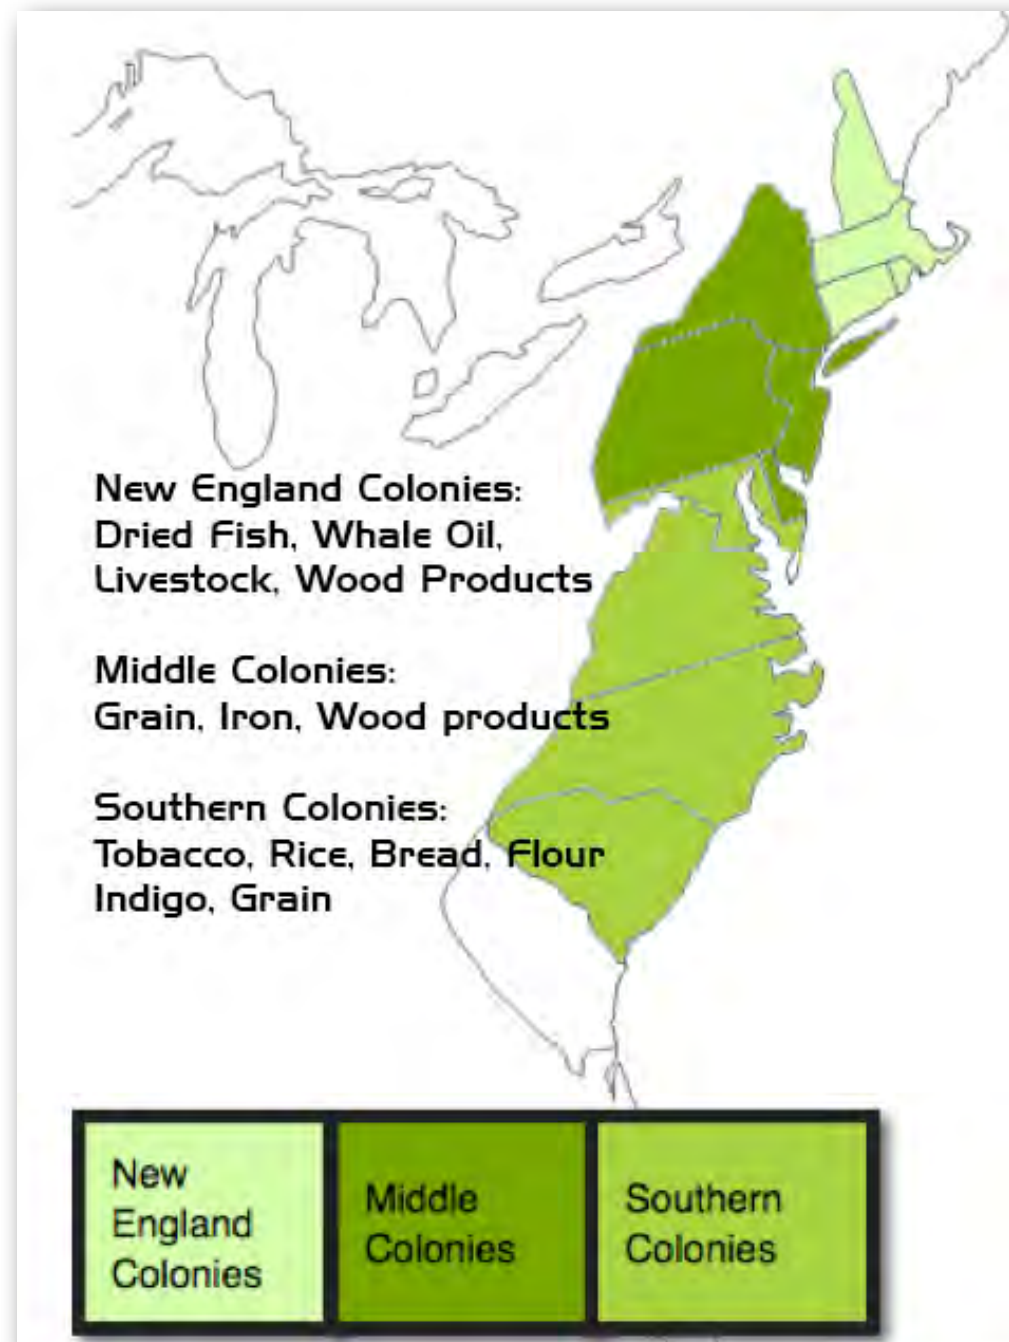 New England Colonies:
Dried Fish, Whale Oil,
Livestock, Wood Products
Middle Colonies:
Grain, Iron, Wood products
Southern Colonies:
Tobacco, Rice, Bread, Flour
Indigo, Grain
New
England
Colonies
Middle
Colonies
Southern
Colonies